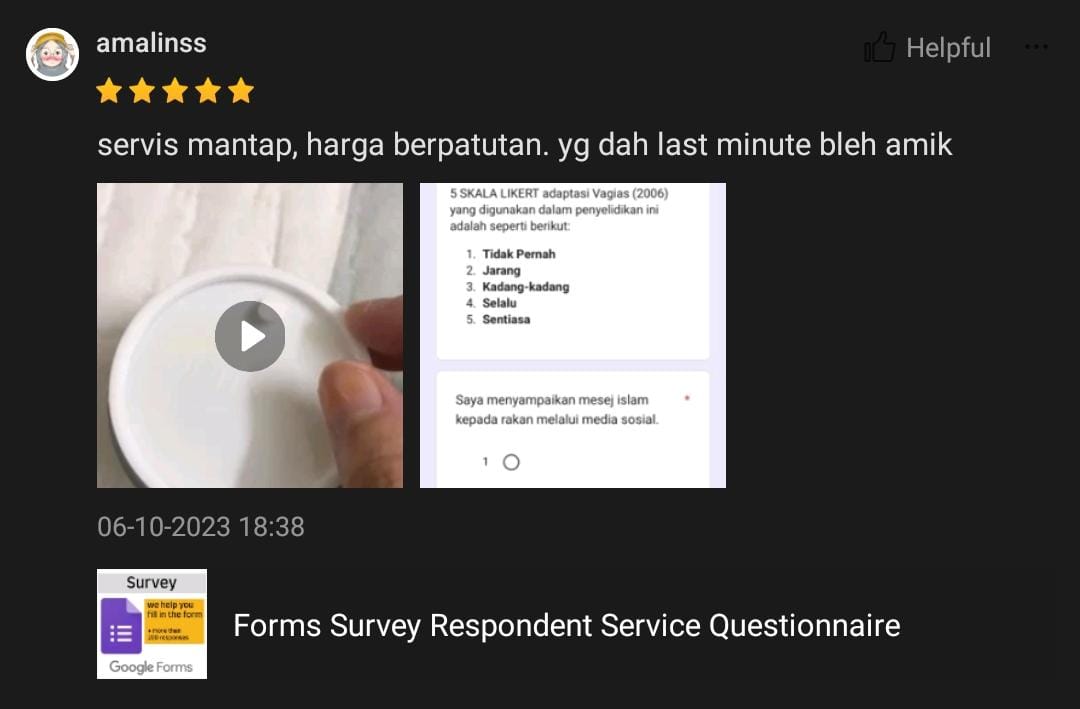 amalinss
Helpful
servis mantap, harga berpatutan. yg dah last minute bleh amik
5 SKALA LIKERT adaptasi Vagias (2006)
yang digunakan dalam penyelidikan ini
adalah seperti berikut:
1. Tidak Pernah
2. Jarang
3. Kadang-kadang
4. Selalu
5. Sentiasa
Saya menyampaikan mesej islam *
kepada rakan melalui media sosial.
1
06-10-2023 18:38
Survey
we help you
fill in the form
+ more than
200 responses
Google Forms
Forms Survey Respondent Service Questionnaire